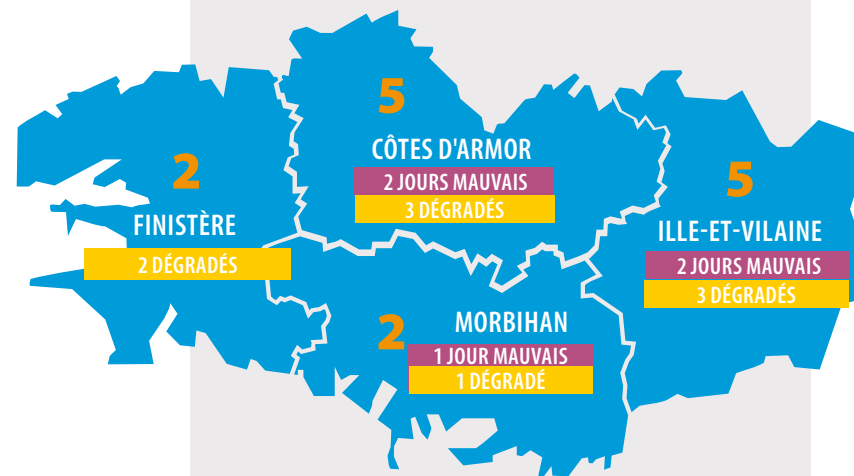 5
CÔTES D'ARMOR
2 JOURS MAUVAIS
3 DÉGRADÉS
2
FINISTÈRE
2 DÉGRADÉS
5
ILLE-ET-VILAINE
2 JOURS MAUVAIS
3 DÉGRADÉS
2
MORBIHAN
1 JOUR MAUVAIS
1 DÉGRADÉ